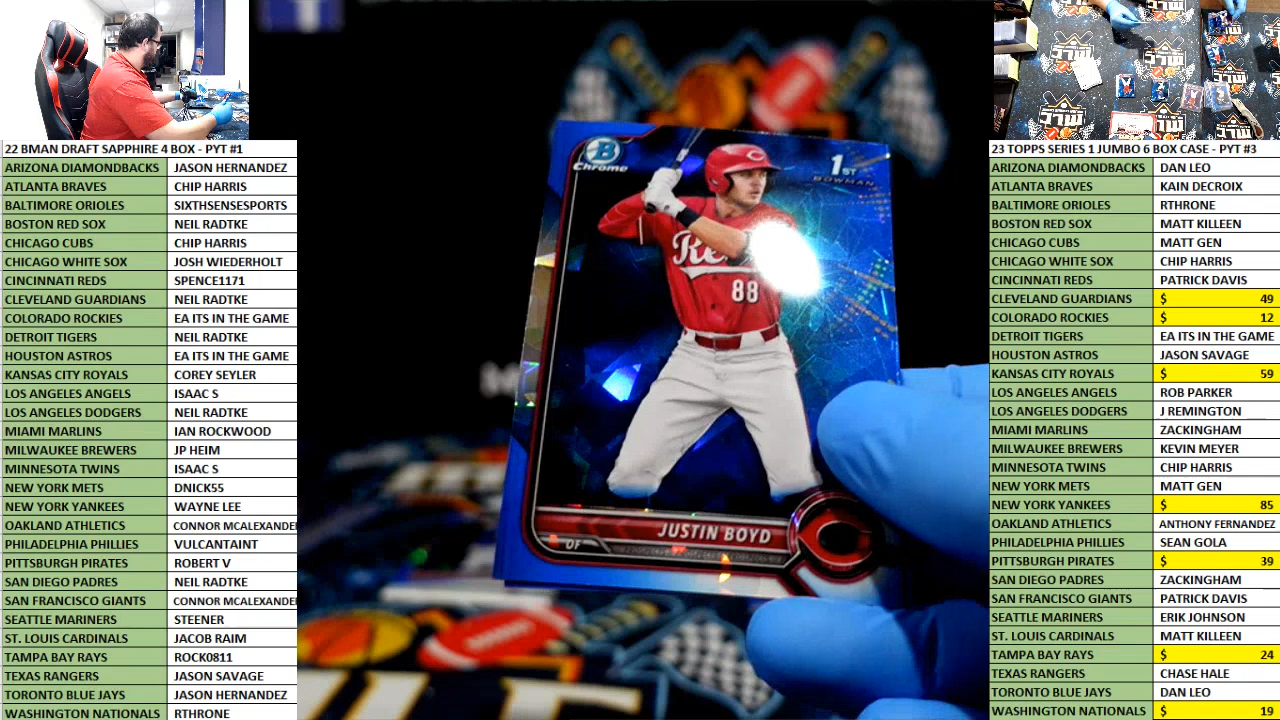 22 BMAN DRAFT SAPPHIRE 4 BOX - PYT #1
ARIZONA DIAMONDBACKS JASON HERNANDEZ
ATLANTA BRAVES CHIP HARRIS
BALTIMORE ORIOLES SIXTHSENSESPORTS
BOSTON RED SOX NEIL RADTKE
CHICAGO CUBS CHIP HARRIS
CHICAGO WHITE SOX JOSH WIEDERHOLT
CINCINNATI REDS SPENCE1171
CLEVELAND GUARDIANS NEIL RADTKE
COLORADO ROCKIES EA ITS IN THE GAME
DETROIT TIGERS NEIL RADTKE
HOUSTON ASTROS EA ITS IN THE GAME
KANSAS CITY ROYALS COREY SEYLER
LOS ANGELES ANGELS ISAAC S
LOS ANGELES DODGERS NEIL RADTKE
MIAMI MARLINS IAN ROCKWOOD
MILWAUKEE BREWERS JP HEIM
MINNESOTA TWINS ISAAC S
NEW YORK METS DNICK55
NEW YORK YANKEES WAYNE LEE
OAKLAND ATHLETICS CONNOR MCALEXANDE
PHILADELPHIA PHILLIES VULCANTAINT
PITTSBURGH PIRATES ROBERT V
SAN DIEGO PADRES NEIL RADTKE
SAN FRANCISCO GIANTS CONNOR MCALEXANDE
SEATTLE MARINERS STEENER
ST. LOUIS CARDINALS JACOB RAIM
TAMPA BAY RAYS ROCK0811
TEXAS RANGERS JASON SAVAGE
TORONTO BLUE JAYS JASON HERNANDEZ
WASHINGTON NATIONALS RTHRONE
B
Chrome
1ST
BOWMAN
88
JUSTIN BOYD
OF
23 TOPPS SERIES 1 JUMBO 6 BOX CASE - PYT #3
ARIZONA DIAMONDBACKS DAN LEO
ATLANTA BRAVES KAIN DECROIX
BALTIMORE ORIOLES RTHRONE
BOSTON RED SOX MATT KILLEEN
CHICAGO CUBS MATT GEN
CHICAGO WHITE SOX CHIP HARRIS
CINCINNATI REDS PATRICK DAVIS
CLEVELAND GUARDIANS $ 49
COLORADO ROCKIES $ 12
DETROIT TIGERS EA ITS IN THE GAME
HOUSTON ASTROS JASON SAVAGE
KANSAS CITY ROYALS $ 59
LOS ANGELES ANGELS ROB PARKER
LOS ANGELES DODGERS J REMINGTON
MIAMI MARLINS ZACKINGHAM
MILWAUKEE BREWERS KEVIN MEYER
MINNESOTA TWINS CHIP HARRIS
NEW YORK METS MATT GEN
NEW YORK YANKEES $ 85
OAKLAND ATHLETICS ANTHONY FERNANDEZ
PHILADELPHIA PHILLIES SEAN GOLA
PITTSBURGH PIRATES $ 39
SAN DIEGO PADRES ZACKINGHAM
SAN FRANCISCO GIANTS PATRICK DAVIS
SEATTLE MARINERS ERIK JOHNSON
ST. LOUIS CARDINALS MATT KILLEEN
TAMPA BAY RAYS $ 24
TEXAS RANGERS CHASE HALE
TORONTO BLUE JAYS DAN LEO
WASHINGTON NATIONALS $ 19